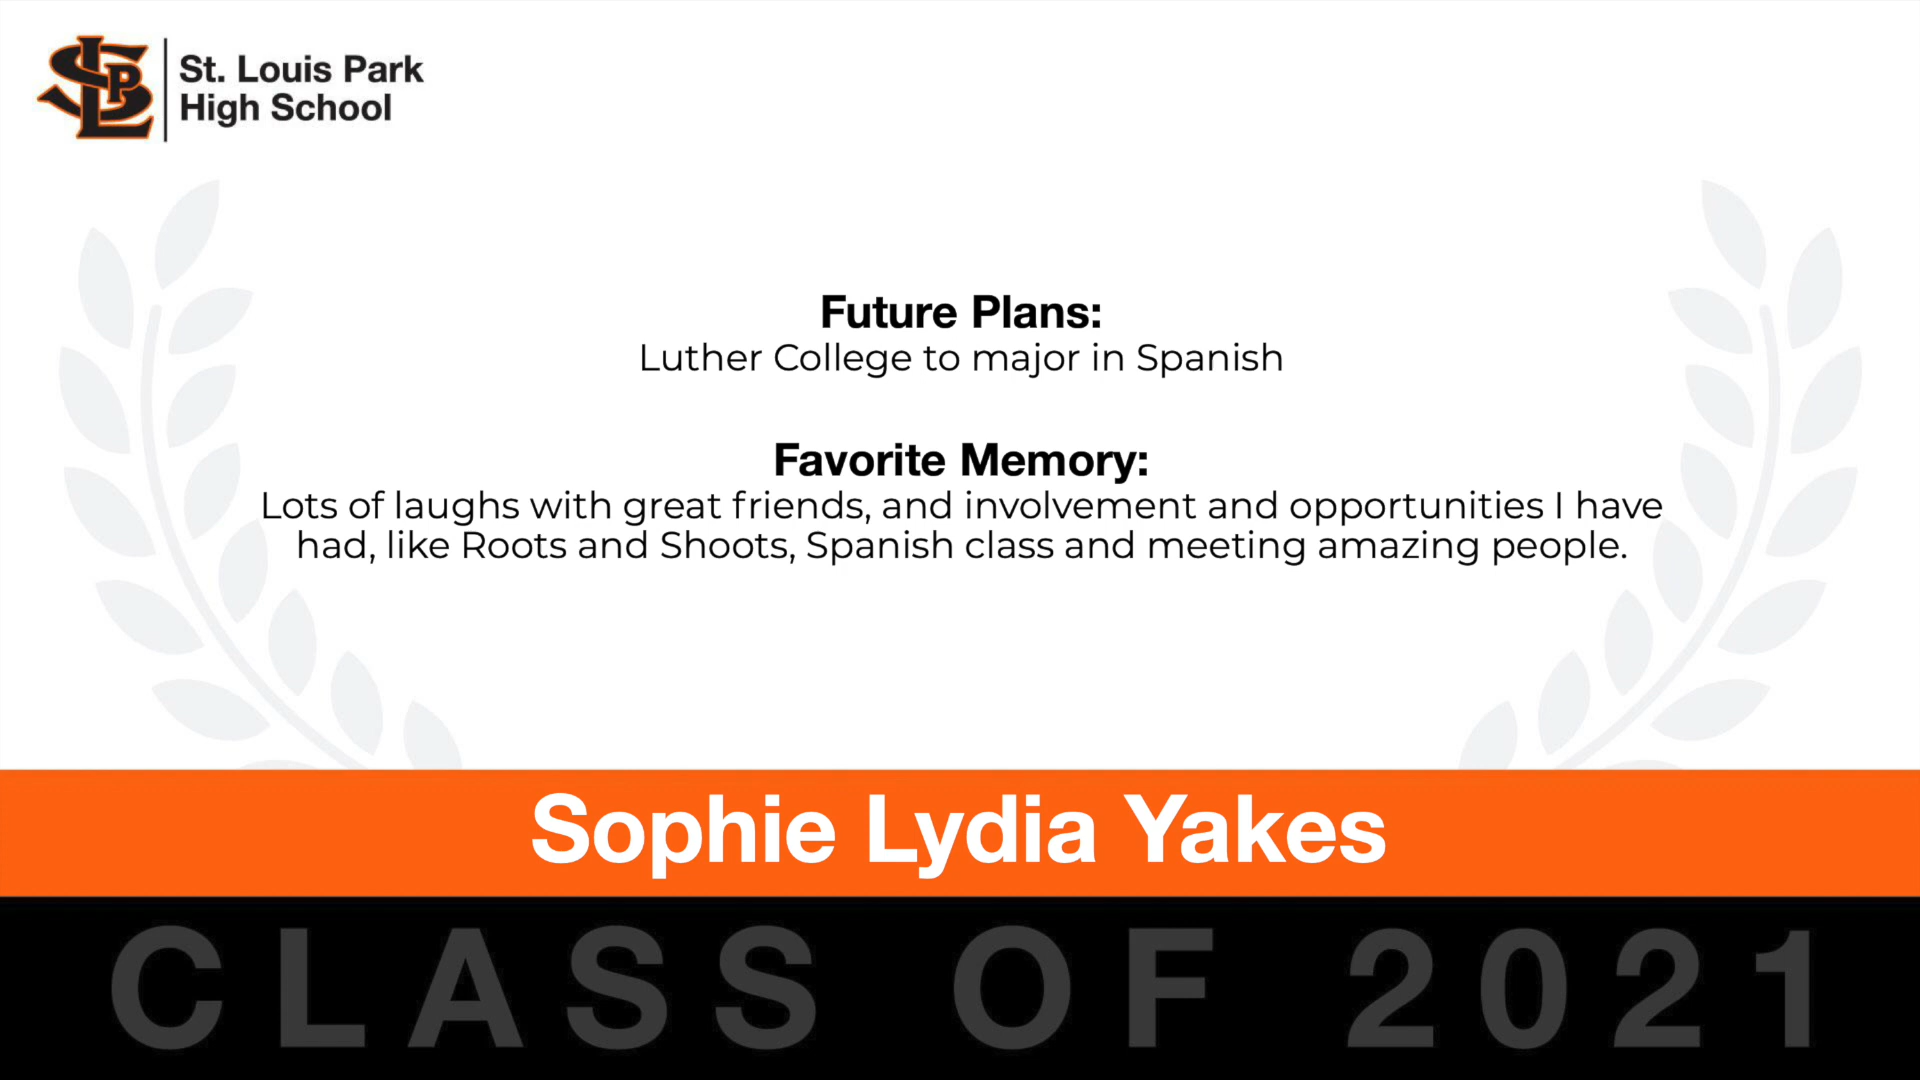 SLP
St. Louis Park
High School
Future Plans:
Luther College to major in Spanish
Favorite Memory:
Lots of laughs with great friends, and involvement and opportunities I have
had, like Roots and Shoots, Spanish class and meeting amazing people.
Sophie Lydia Yakes
CLASS OF 2021